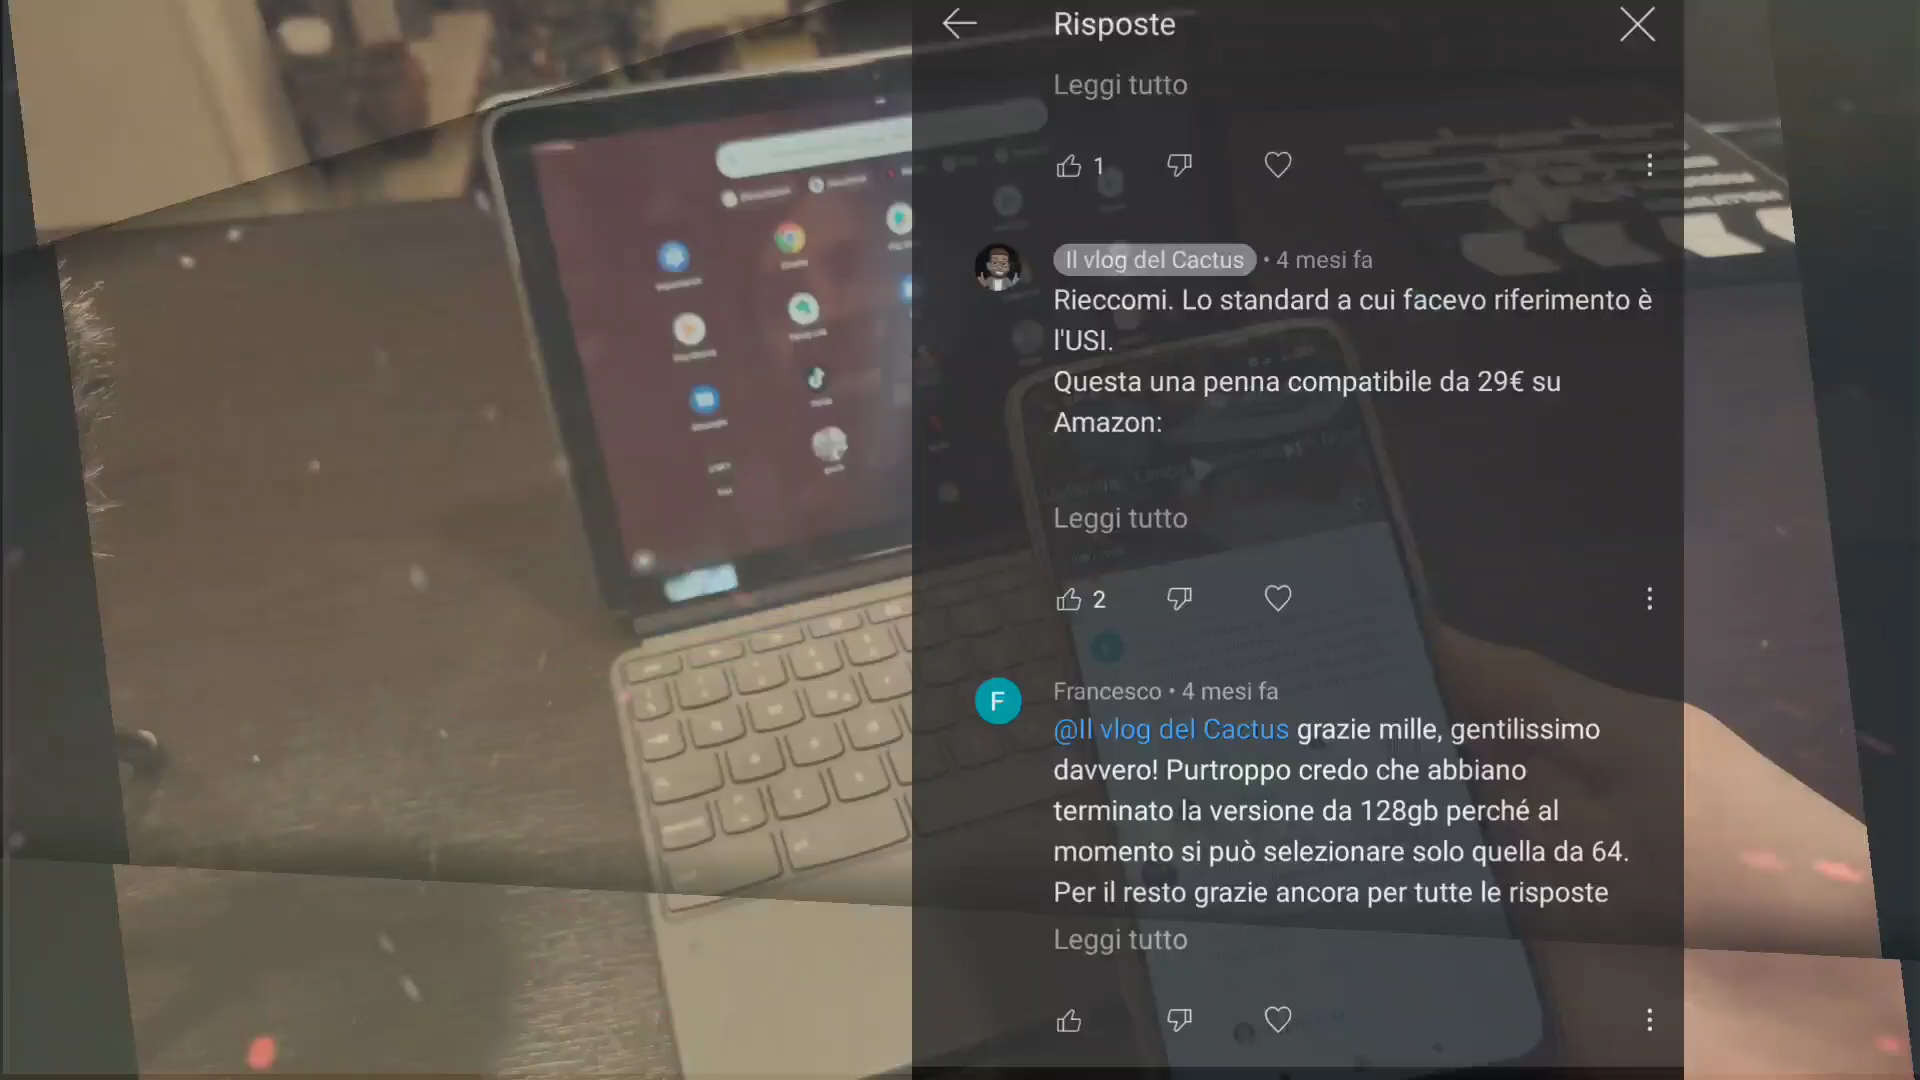 Risposte
Leggi tutto
1
Il vlog del Cactus • 4 mesi fa
Rieccomi. Lo standard a cui facevo riferimento è
l'USI.
Questa una penna compatibile da 29€ su
Amazon:
Leggi tutto
2
F
Francesco • 4 mesi fa
@Il vlog del Cactus grazie mille, gentilissimo
davvero! Purtroppo credo che abbiano
terminato la versione da 128gb perché al
momento si può selezionare solo quella da 64.
Per il resto grazie ancora per tutte le risposte
Leggi tutto